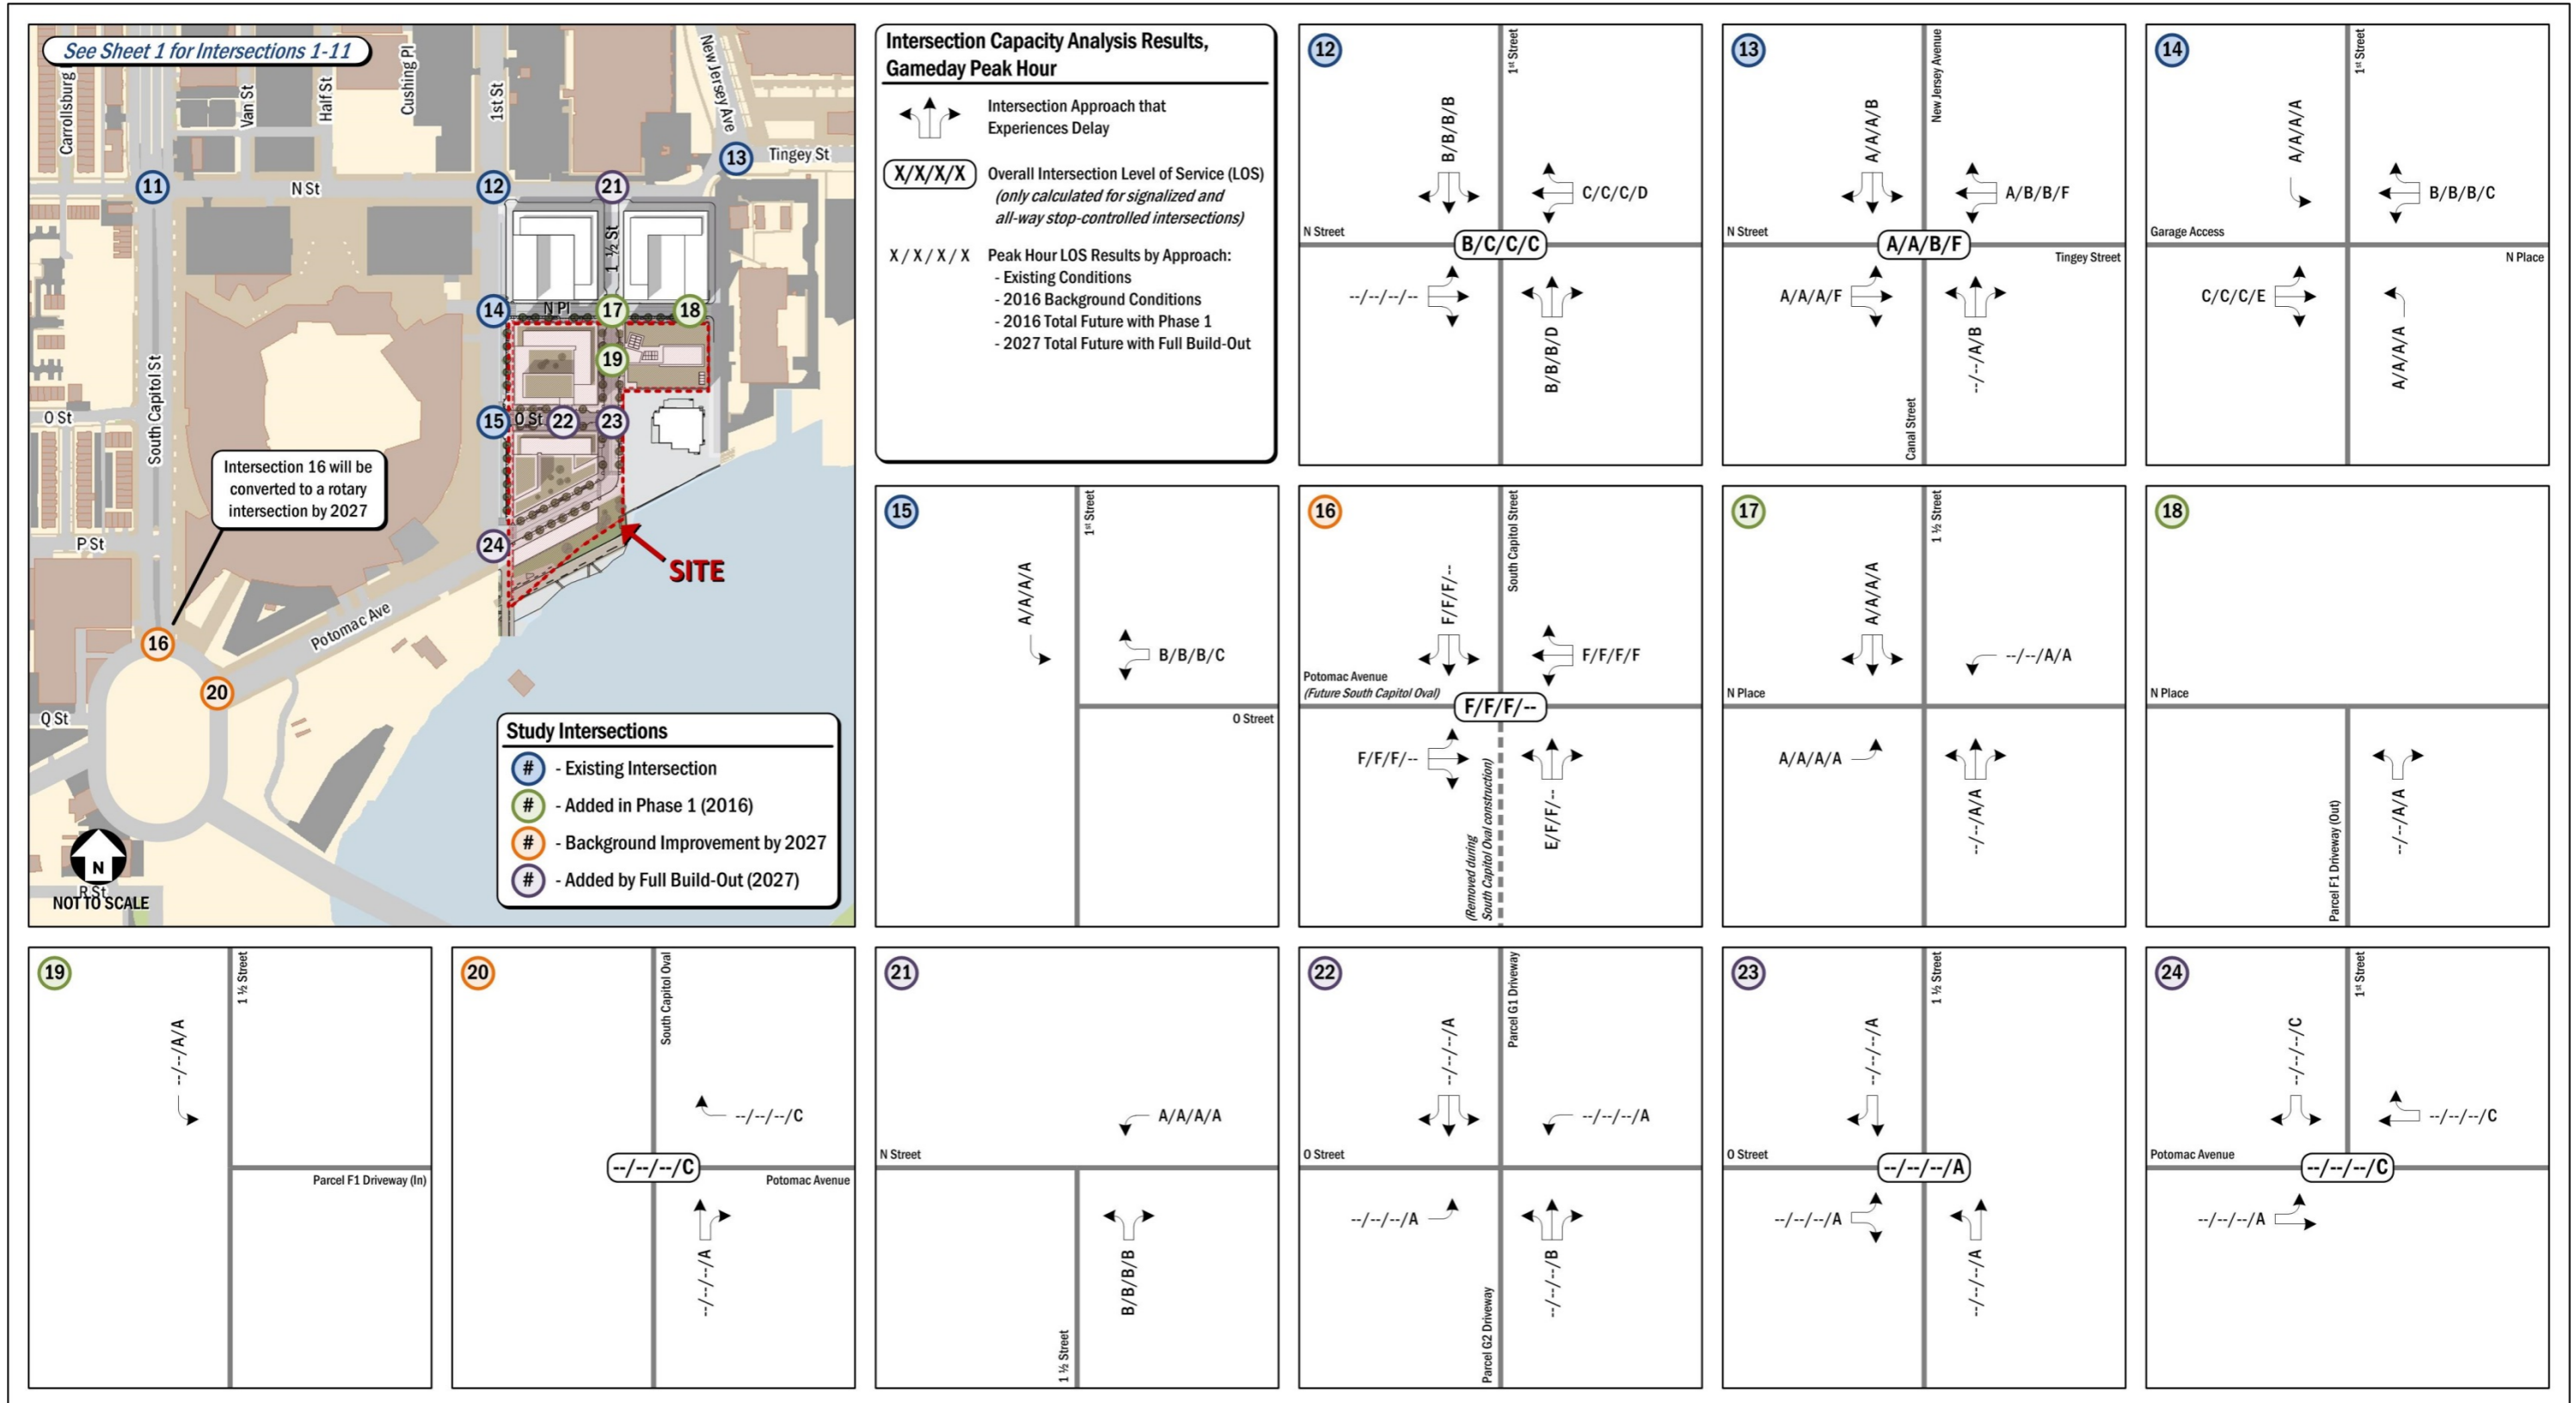 See Sheet 1 for Intersections 1-11
Carrollsburg
Van St
Half St
Cushing Pl
1st St
New Jersey Ave
Tingey St
13
11
N St
12
21
1 ½ St
14
N Pl
17
18
19
O St
South Capitol St
15
O St
22
23
Intersection 16 will be
converted to a rotary
intersection by 2027
P St
24
SITE
Potomac Ave
16
20
Q St
Study Intersections
# - Existing Intersection
# - Added in Phase 1 (2016)
# - Background Improvement by 2027
# - Added by Full Build-Out (2027)
N
R St
NOT TO SCALE
Intersection Capacity Analysis Results,
Gameday Peak Hour
Intersection Approach that
Experiences Delay
X/X/X/X
Overall Intersection Level of Service (LOS)
(only calculated for signalized and
all-way stop-controlled intersections)
X / X / X / X
Peak Hour LOS Results by Approach:
- Existing Conditions
- 2016 Background Conditions
- 2016 Total Future with Phase 1
- 2027 Total Future with Full Build-Out
12
1st Street
B/B/B/B
C/C/C/D
N Street
B/C/C/C
--/--/--/--
B/B/B/D
13
New Jersey Avenue
A/A/A/B
A/B/B/F
N Street
A/A/B/F
Tingey Street
A/A/A/F
--/--/A/B
Canal Street
14
1st Street
A/A/A/A
B/B/B/C
Garage Access
N Place
C/C/C/E
A/A/A/A
15
1st Street
A/A/A/A
B/B/B/C
O Street
16
South Capitol Street
F/F/F/--
F/F/F/F
Potomac Avenue
(Future South Capitol Oval)
F/F/F/--
F/F/F/--
E/F/F/--
(Removed during
South Capitol Oval construction)
17
1 ½ Street
A/A/A/A
--/--/A/A
N Place
A/A/A/A
--/--/A/A
18
N Place
--/--/A/A
Parcel F1 Driveway (Out)
19
1 ½ Street
--/--/A/A
Parcel F1 Driveway (In)
20
South Capitol Oval
--/--/--/C
--/--/--/C
Potomac Avenue
--/--/--/A
21
A/A/A/A
N Street
B/B/B/B
1 ½ Street
22
Parcel G1 Driveway
--/--/--/A
--/--/--/A
O Street
--/--/--/A
--/--/--/B
Parcel G2 Driveway
23
1 ½ Street
--/--/--/A
O Street
--/--/--/A
--/--/--/A
--/--/--/A
24
1st Street
--/--/--/C
--/--/--/C
Potomac Avenue
--/--/--/C
--/--/--/A